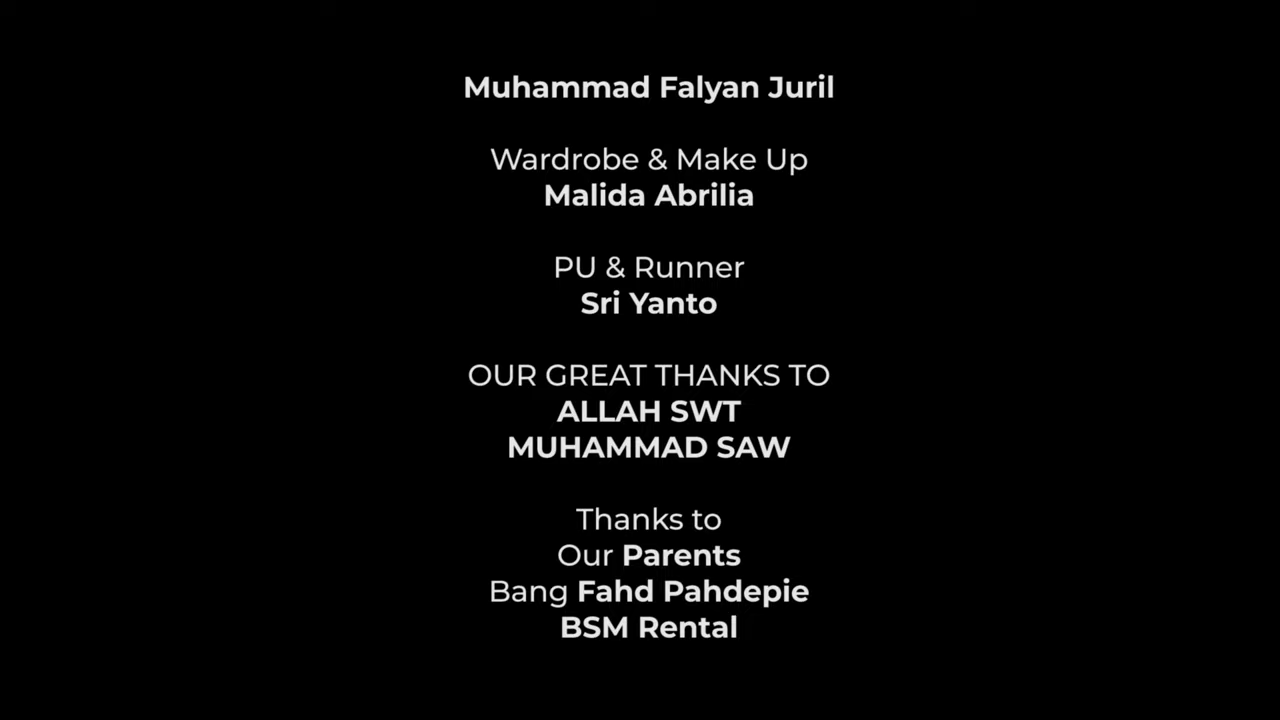 Muhammad Falyan Juril
Wardrobe & Make Up
Malida Abrilia
PU & Runner
Sri Yanto
OUR GREAT THANKS TO
ALLAH SWT
MUHAMMAD SAW
Thanks to
Our Parents
Bang Fahd Pahdepie
BSM Rental